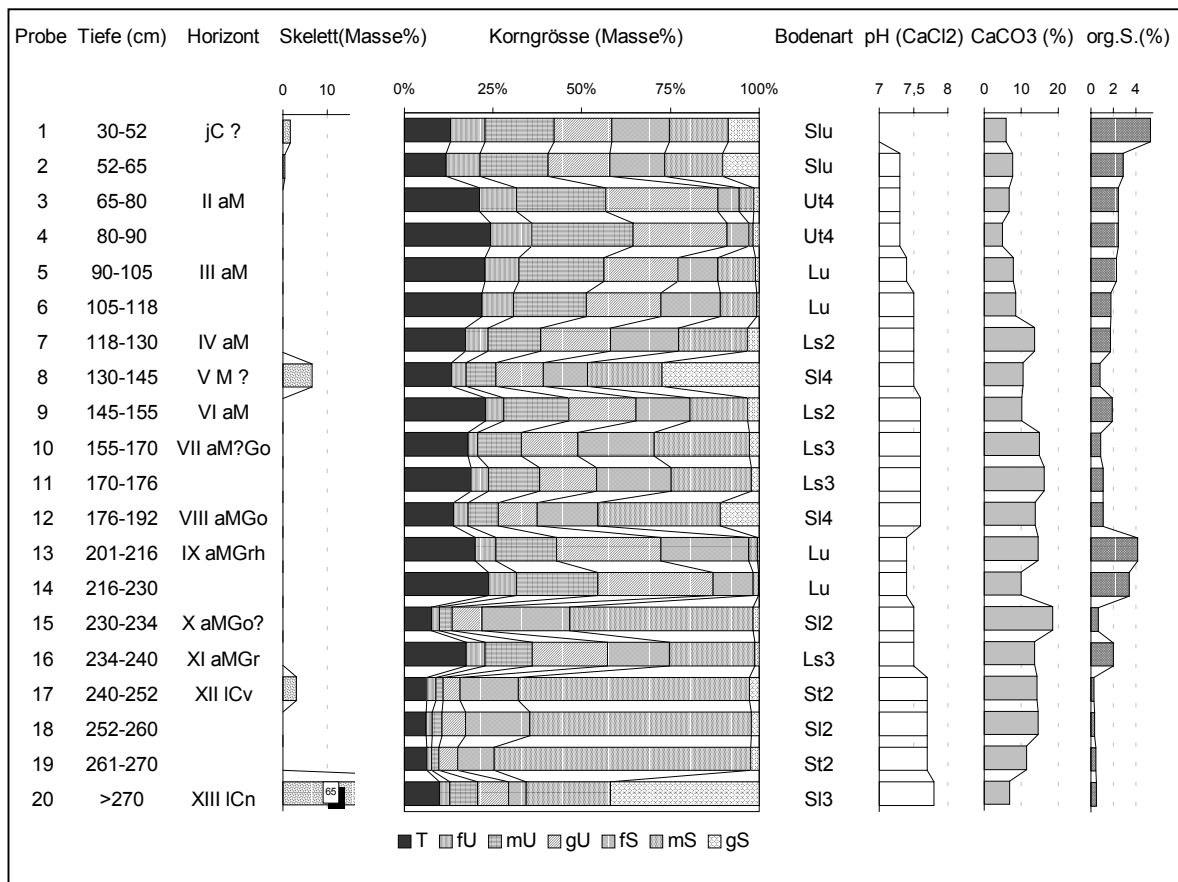 Probe Tiefe (cm) Horizont Skelett(Masse%) Korngrösse (Masse%) Bodenart pH (CaCl2) CaCO3 (%) org.S.(%)
0 10 0% 25% 50% 75% 100% 7 7,5 8 0 10 20 0 2 4
1 30-52 jC ? Slu
2 52-65 Slu
3 65-80 II aM Ut4
4 80-90 Ut4
5 90-105 III aM Lu
6 105-118 Lu
7 118-130 IV aM Ls2
8 130-145 V M ? Sl4
9 145-155 VI aM Ls2
10 155-170 VII aM?Go Ls3
11 170-176 Ls3
12 176-192 VIII aMGo Sl4
13 201-216 IX aMGrh Lu
14 216-230 Lu
15 230-234 X aMGo? Sl2
16 234-240 XI aMGr Ls3
17 240-252 XII lCv St2
18 252-260 Sl2
19 261-270 St2
20 >270 XIII lCn 65 Sl3
T fU mU gU fS mS gS